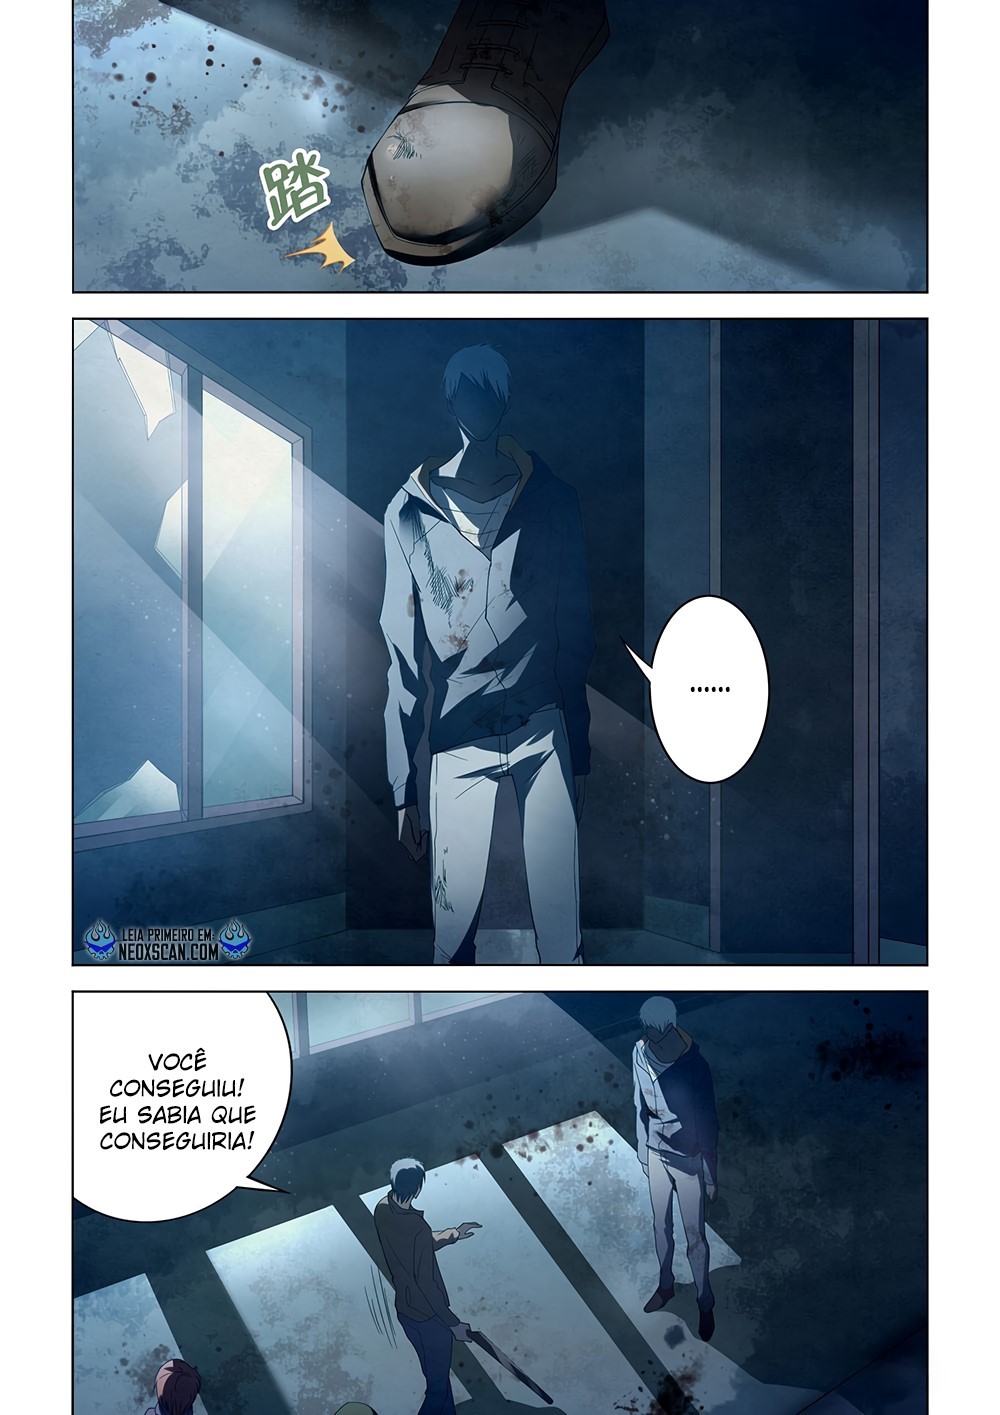 踏
......
LEIA PRIMEIRO EM:
NEOXSCAN.COM
VOCÊ
CONSEGUIU!
EU SABIA QUE
CONSEGUIRIA!